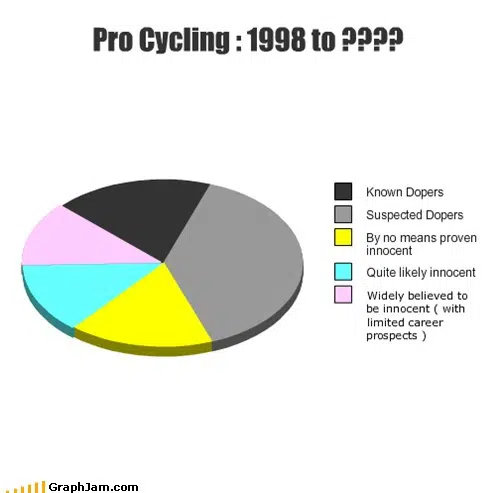 Pro Cycling : 1998 to ????
Known Dopers
Suspected Dopers
By no means proven
innocent
Quite likely innocent
Widely believed to
be innocent ( with
limited career
prospects )
GraphJam.com